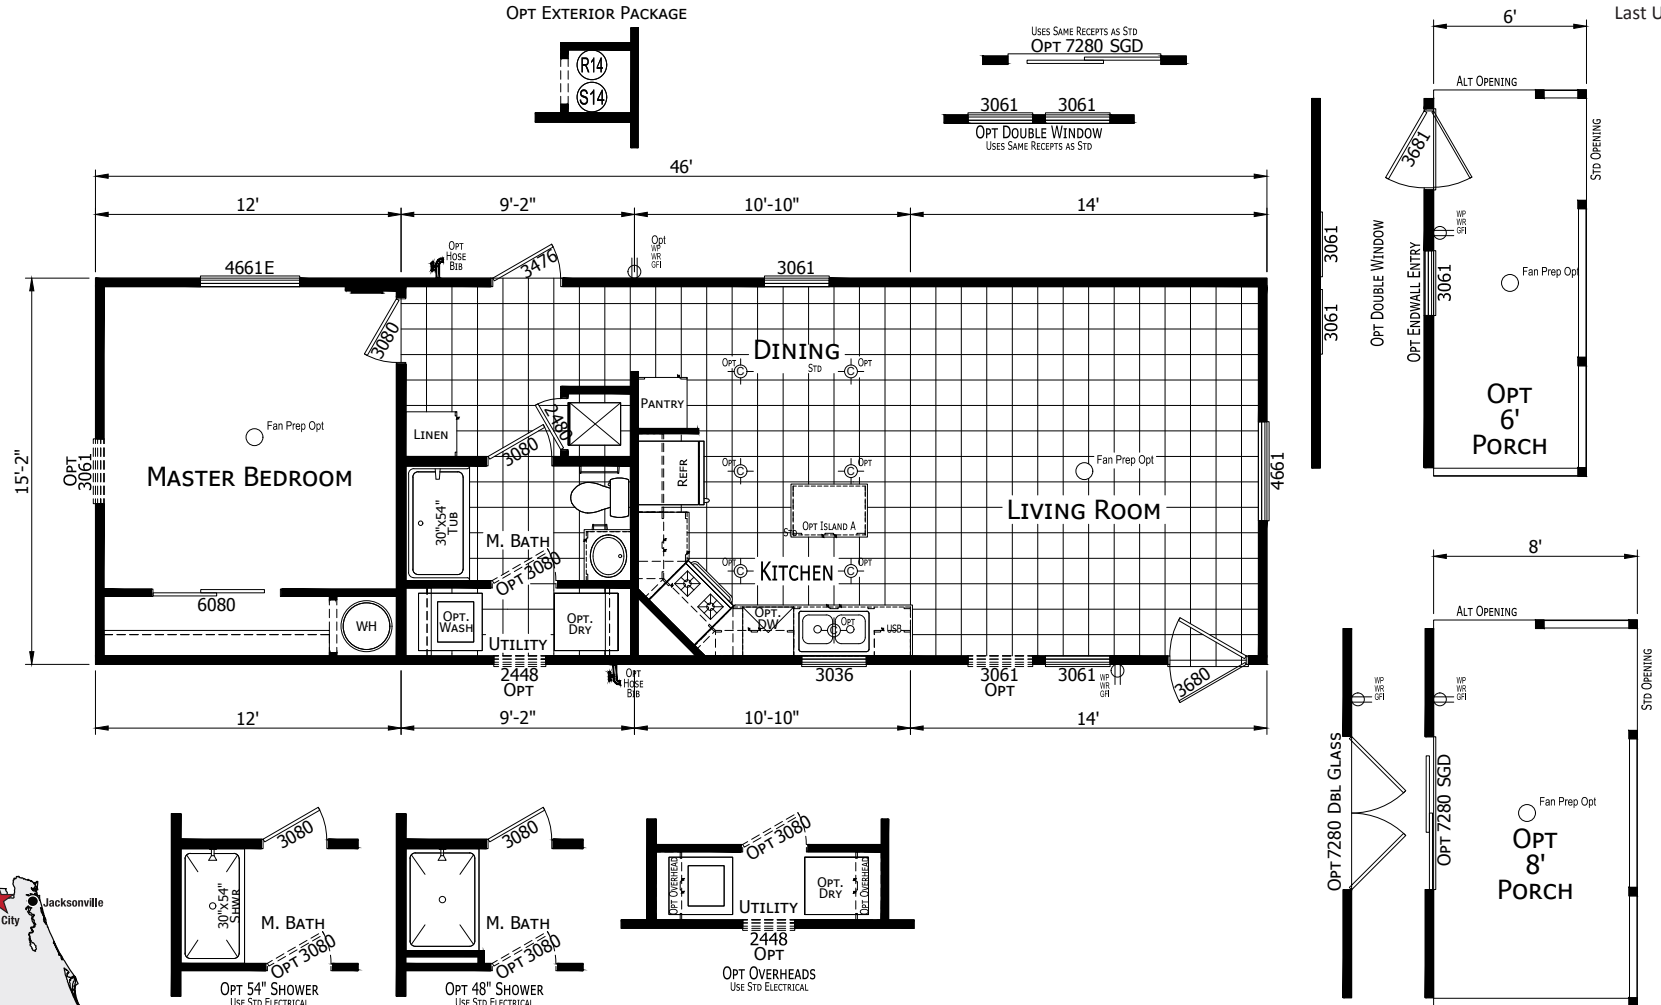 OPT EXTERIOR PACKAGE
R14
S14
USES SAME RECEPTS AS STD
OPT 7280 SGD
3061 3061
OPT DOUBLE WINDOW
USES SAME RECEPTS AS STD
6'
Last U
ALT OPENING
STD OPENING
3681
WP
WR
GFI
3061
3061
OPT DOUBLE WINDOW
OPT ENDWALL ENTRY
3061
Fan Prep Opt
OPT
6'
PORCH
46'
12' 9'-2" 10'-10" 14'
4661E
OPT
HOSE
BIB
3476
Opt
WP
WR
GFI
3061
15'-2"
3080
DINING
STD
OPT OPT
PANTRY
LINEN
2480
3080
Fan Prep Opt
MASTER BEDROOM
OPT
3061
REFR
OPT OPT
Fan Prep Opt
LIVING ROOM
4661
OPT ISLAND A
STD
30"X54"
TUB
M. BATH
OPT 3080
KITCHEN
OPT OPT
6080
WH
OPT.
WASH
OPT.
DRY
UTILITY
OPT.
DW
OPT
USB
2448
OPT
OPT
HOSE
BIB
3036
3061
OPT
3061
WP
WR
GFI
3680
12' 9'-2" 10'-10" 14'
8'
ALT OPENING
STD OPENING
WP
WR
GFI
WP
WR
GFI
OPT 7280 DBL GLASS
OPT 7280 SGD
Fan Prep Opt
OPT
8'
PORCH
Jacksonville
City
3080
30"X54"
SHWR
M. BATH
OPT 3080
OPT 54" SHOWER
USE STD ELECTRICAL
3080
M. BATH
OPT 3080
OPT 48" SHOWER
USE STD ELECTRICAL
OPT 3080
OPT OVERHEAD
OPT.
DRY
OPT OVERHEAD
UTILITY
2448
OPT
OPT OVERHEADS
USE STD ELECTRICAL